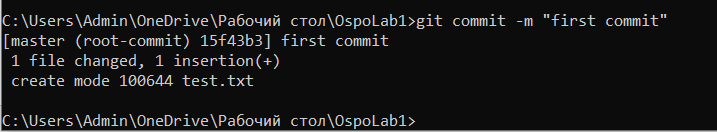 C:\Users\Admin\OneDrive\Рабочий стол\OspoLab1>git commit -m "first commit"
[master (root-commit) 15f43b3] first commit
 1 file changed, 1 insertion(+)
 create mode 100644 test.txt
C:\Users\Admin\OneDrive\Рабочий стол\OspoLab1>